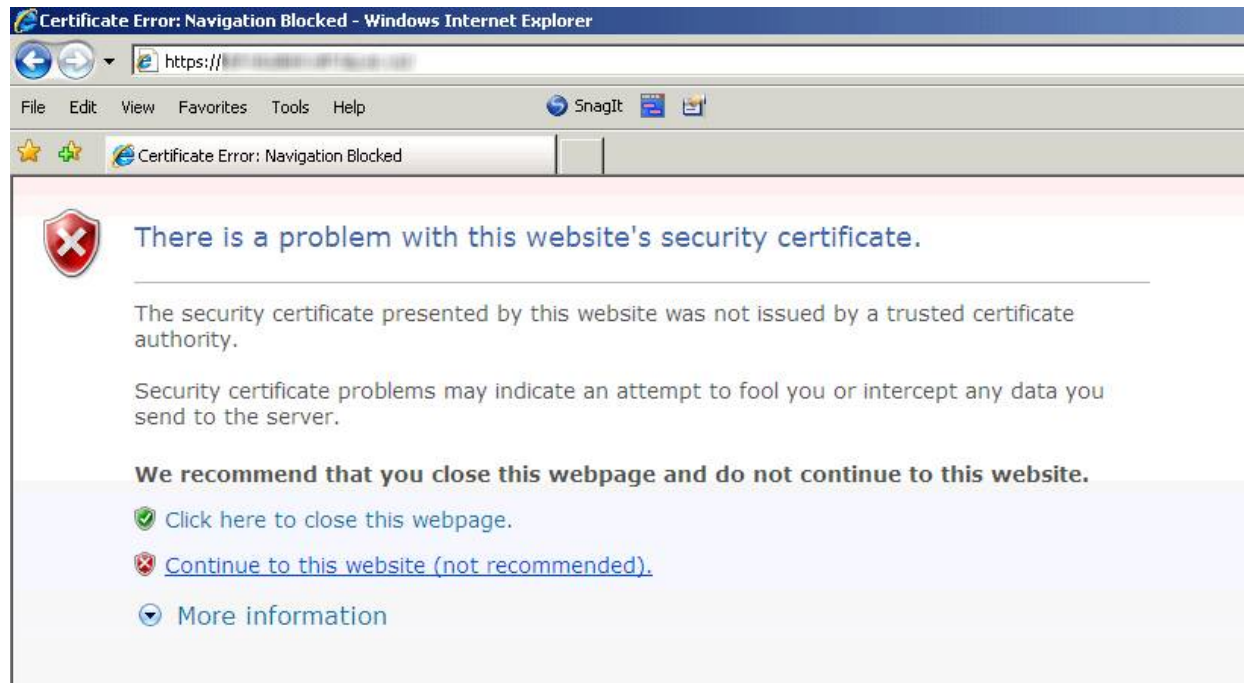 Certificate Error: Navigation Blocked - Windows Internet Explorer
https://
File Edit View Favorites Tools Help SnagIt
Certificate Error: Navigation Blocked
There is a problem with this website's security certificate.
The security certificate presented by this website was not issued by a trusted certificate
authority.
Security certificate problems may indicate an attempt to fool you or intercept any data you
send to the server.
We recommend that you close this webpage and do not continue to this website.
Click here to close this webpage.
Continue to this website (not recommended).
More information